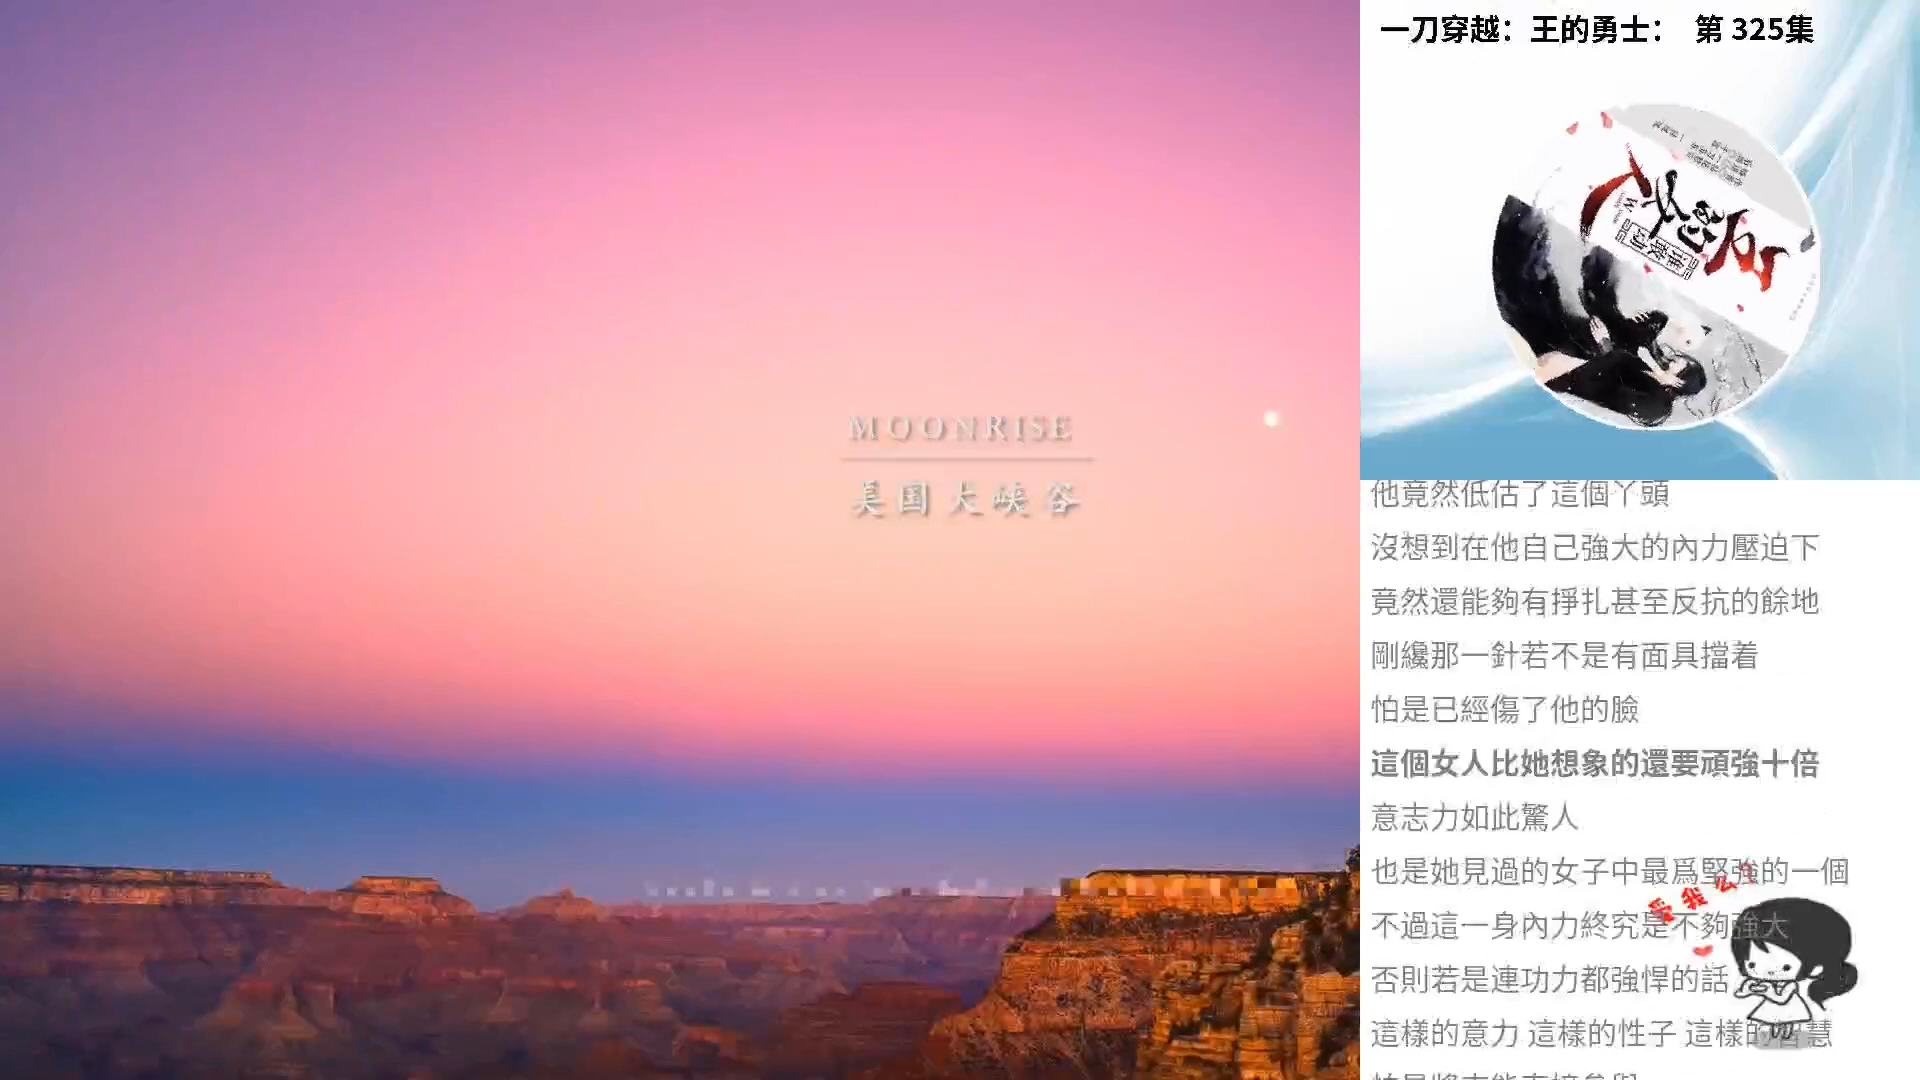 MOONRISE
美国大峡谷
一刀穿越：王的勇士： 第 325集
他竟然低估了這個丫頭
沒想到在他自己強大的內力壓迫下
竟然還能夠有掙扎甚至反抗的餘地
剛纔那一針若不是有面具擋着
怕是已經傷了他的臉
這個女人比她想象的還要頑強十倍
意志力如此驚人
也是她見過的女子中最爲堅強的一個
愛我么?
不過這一身內力終究是不夠強大
否則若是連功力都強悍的話
這樣的意力 這樣的性子 這樣的智慧